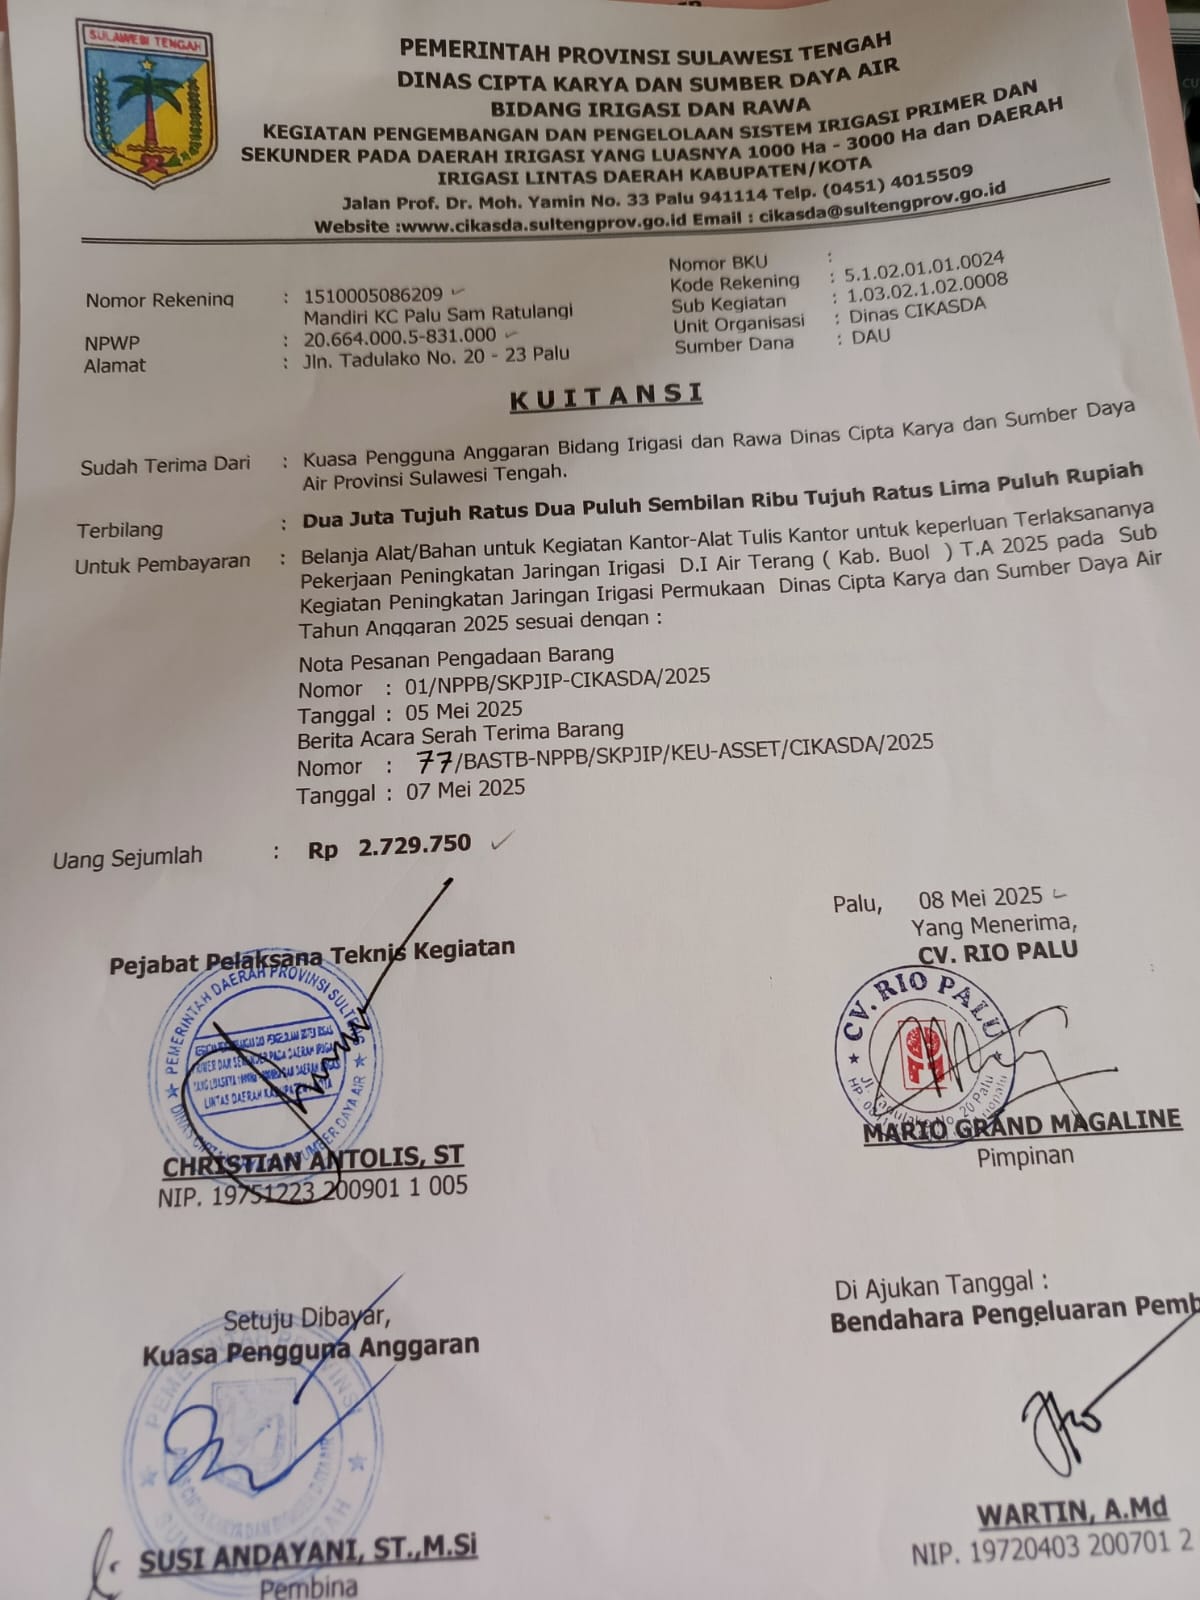 SULAWESI TENGAH
PEMERINTAH PROVINSI SULAWESI TENGAH
DINAS CIPTA KARYA DAN SUMBER DAYA AIR
BIDANG IRIGASI DAN RAWA
KEGIATAN PENGEMBANGAN DAN PENGELOLAAN SISTEM IRIGASI PRIMER DAN
SEKUNDER PADA DAERAH IRIGASI YANG LUASNYA 1000 Ha - 3000 Ha dan DAERAH
IRIGASI LINTAS DAERAH KABUPATEN/KOTA
Jalan Prof. Dr. Moh. Yamin No. 33 Palu 941114 Telp. (0451) 4015509
Website :www.cikasda.sultengprov.go.id Email : cikasda@sultengprov.go.id
Nomor Rekening : 1510005086209
Mandiri KC Palu Sam Ratulangi
NPWP : 20.664.000.5-831.000
Alamat : Jln. Tadulako No. 20 - 23 Palu
Nomor BKU :
Kode Rekening : 5.1.02.01.01.0024
Sub Kegiatan : 1.03.02.1.02.0008
Unit Organisasi : Dinas CIKASDA
Sumber Dana : DAU
KUITANSI
Sudah Terima Dari : Kuasa Pengguna Anggaran Bidang Irigasi dan Rawa Dinas Cipta Karya dan Sumber Daya
Air Provinsi Sulawesi Tengah.
Terbilang : Dua Juta Tujuh Ratus Dua Puluh Sembilan Ribu Tujuh Ratus Lima Puluh Rupiah
Untuk Pembayaran : Belanja Alat/Bahan untuk Kegiatan Kantor-Alat Tulis Kantor untuk keperluan Terlaksananya
Pekerjaan Peningkatan Jaringan Irigasi D.I Air Terang ( Kab. Buol ) T.A 2025 pada Sub
Kegiatan Peningkatan Jaringan Irigasi Permukaan Dinas Cipta Karya dan Sumber Daya Air
Tahun Anggaran 2025 sesuai dengan :
Nota Pesanan Pengadaan Barang
Nomor : 01/NPPB/SKPJIP-CIKASDA/2025
Tanggal : 05 Mei 2025
Berita Acara Serah Terima Barang
Nomor : 77/BASTB-NPPB/SKPJIP/KEU-ASSET/CIKASDA/2025
Tanggal : 07 Mei 2025
Uang Sejumlah : Rp 2.729.750
Palu, 08 Mei 2025
Yang Menerima,
CV. RIO PALU
Pejabat Pelaksana Teknis Kegiatan
PEMERINTAH DAERAH PROVINSI SULTENG
LINTAS DAERAH
CV. RIO PALU
Jl. Tadulako No. 20 Palu
CHRISTIAN ANTOLIS, ST
NIP. 19751223 200901 1 005
MARIO GRAND MAGALINE
Pimpinan
Setuju Dibayar,
Kuasa Pengguna Anggaran
SUSI ANDAYANI, ST.,M.Si
Pembina
Di Ajukan Tanggal :
Bendahara Pengeluaran Pemb
WARTIN, A.Md
NIP. 19720403 200701 2